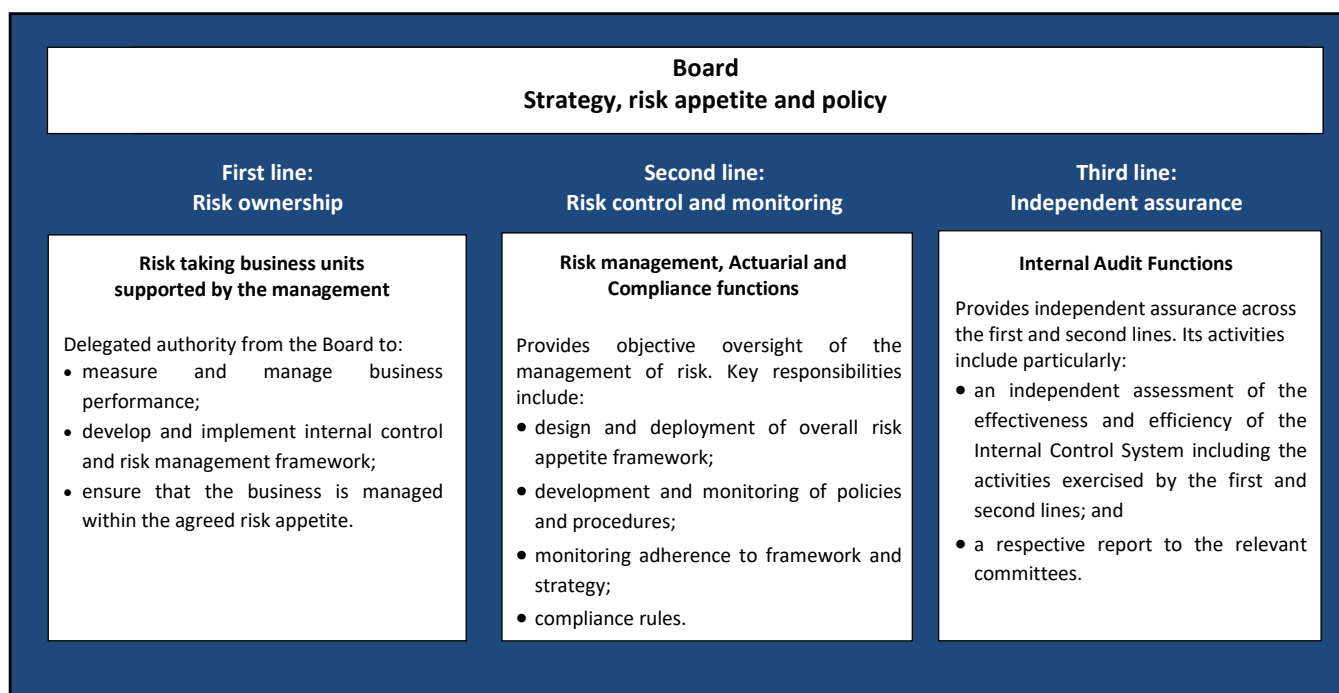 Board
Strategy, risk appetite and policy
First line:
Risk ownership
Risk taking business units
supported by the management
Delegated authority from the Board to:
• measure and manage business
performance;
• develop and implement internal control
and risk management framework;
• ensure that the business is managed
within the agreed risk appetite.
Second line:
Risk control and monitoring
Risk management, Actuarial and
Compliance functions
Provides objective oversight of the
management of risk. Key responsibilities
include:
• design and deployment of overall risk
appetite framework;
• development and monitoring of policies
and procedures;
• monitoring adherence to framework and
strategy;
• compliance rules.
Third line:
Independent assurance
Internal Audit Functions
Provides independent assurance across
the first and second lines. Its activities
include particularly:
• an independent assessment of the
effectiveness and efficiency of the
Internal Control System including the
activities exercised by the first and
second lines; and
• a respective report to the relevant
committees.